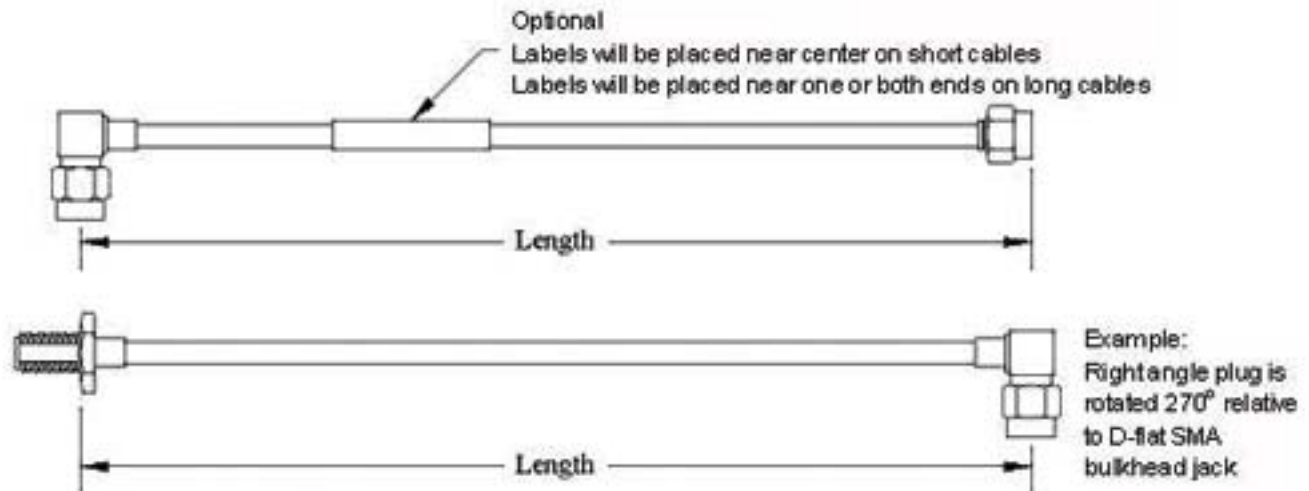 Optional
Labels will be placed near center on short cables
Labels will be placed near one or both ends on long cables
Length
Example:
Right angle plug is
rotated 270° relative
to D-flat SMA
bulkhead jack
Length